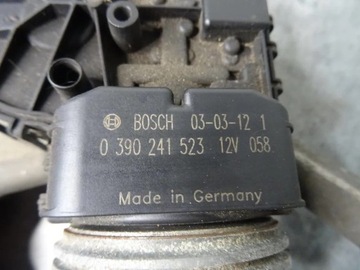 BOSCH 03-03-12 1
0 390 241 523 12V 058
Made in Germany